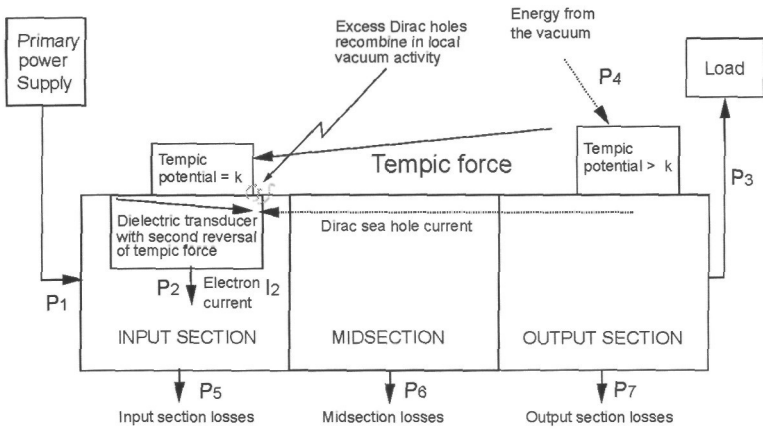 Primary
power
Supply
Excess Dirac holes
recombine in local
vacuum activity
Energy from
the vacuum
P4
Load
Tempic
potential = k
Tempic force
Tempic
potential > k
P3
Dielectric transducer
with second reversal
of tempic force
Dirac sea hole current
P1
P2
Electron
current
I2
INPUT SECTION
MIDSECTION
OUTPUT SECTION
P5
P6
P7
Input section losses
Midsection losses
Output section losses